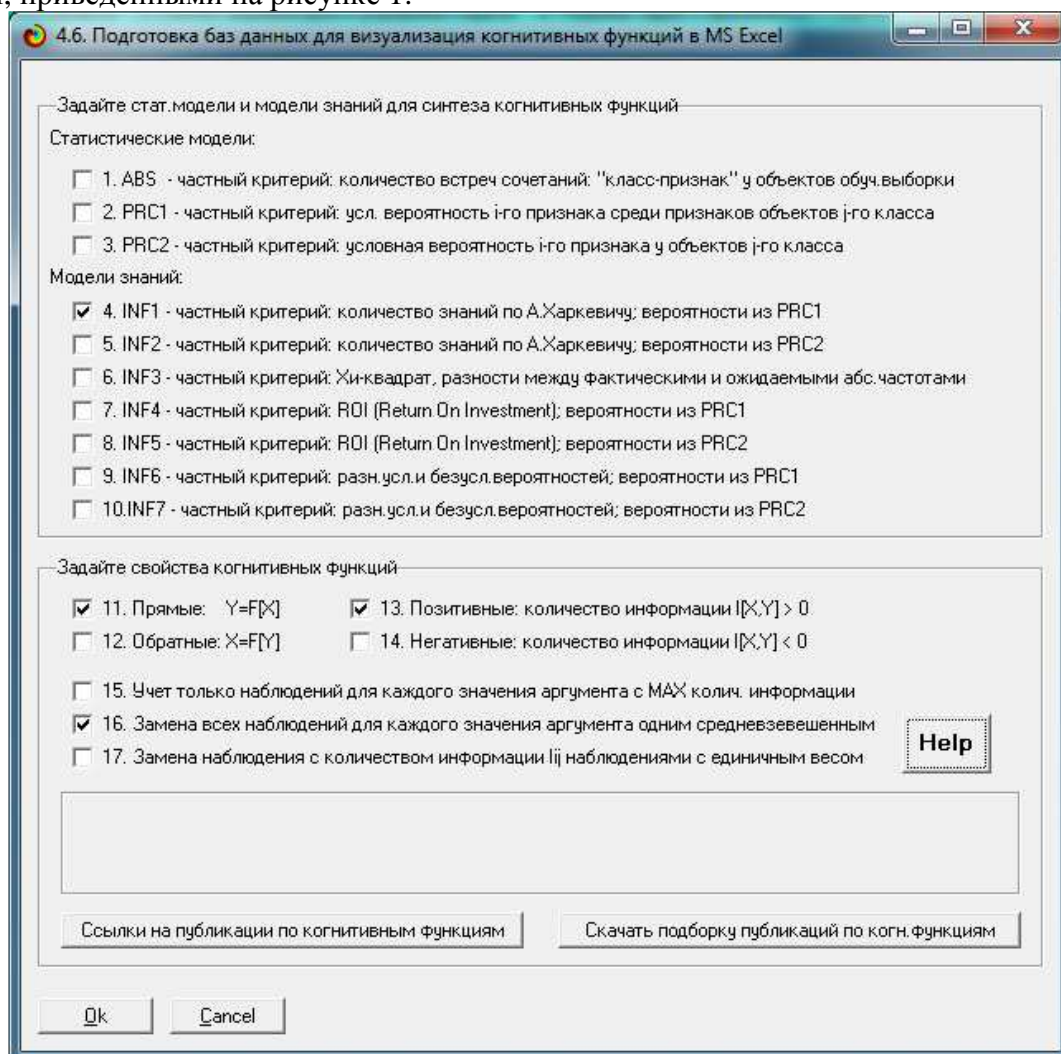 , приведенными на рисунке 1.
4.6. Подготовка баз данных для визуализация когнитивных функций в MS Excel
Задайте стат.модели и модели знаний для синтеза когнитивных функций
Статистические модели:
1. ABS - частный критерий: количество встреч сочетаний: "класс-признак" у объектов обуч.выборки
2. PRC1 - частный критерий: усл. вероятность i-го признака среди признаков объектов j-го класса
3. PRC2 - частный критерий: условная вероятность i-го признака у объектов j-го класса
Модели знаний:
4. INF1 - частный критерий: количество знаний по А.Харкевичу; вероятности из PRC1
5. INF2 - частный критерий: количество знаний по А.Харкевичу; вероятности из PRC2
6. INF3 - частный критерий: Хи-квадрат, разности между фактическими и ожидаемыми абс.частотами
7. INF4 - частный критерий: ROI (Return On Investment); вероятности из PRC1
8. INF5 - частный критерий: ROI (Return On Investment); вероятности из PRC2
9. INF6 - частный критерий: разн.усл.и безусл.вероятностей; вероятности из PRC1
10.INF7 - частный критерий: разн.усл.и безусл.вероятностей; вероятности из PRC2
Задайте свойства когнитивных функций
11. Прямые: Y=F(X) 13. Позитивные: количество информации I(X,Y) > 0
12. Обратные: X=F(Y) 14. Негативные: количество информации I(X,Y) < 0
15. Учет только наблюдений для каждого значения аргумента с MAX колич. информации
16. Замена всех наблюдений для каждого значения аргумента одним средневзевешенным
17. Замена наблюдения с количеством информации Iij наблюдениями с единичным весом
Help
Ссылки на публикации по когнитивным функциям Скачать подборку публикаций по когн.функциям
Ok Cancel